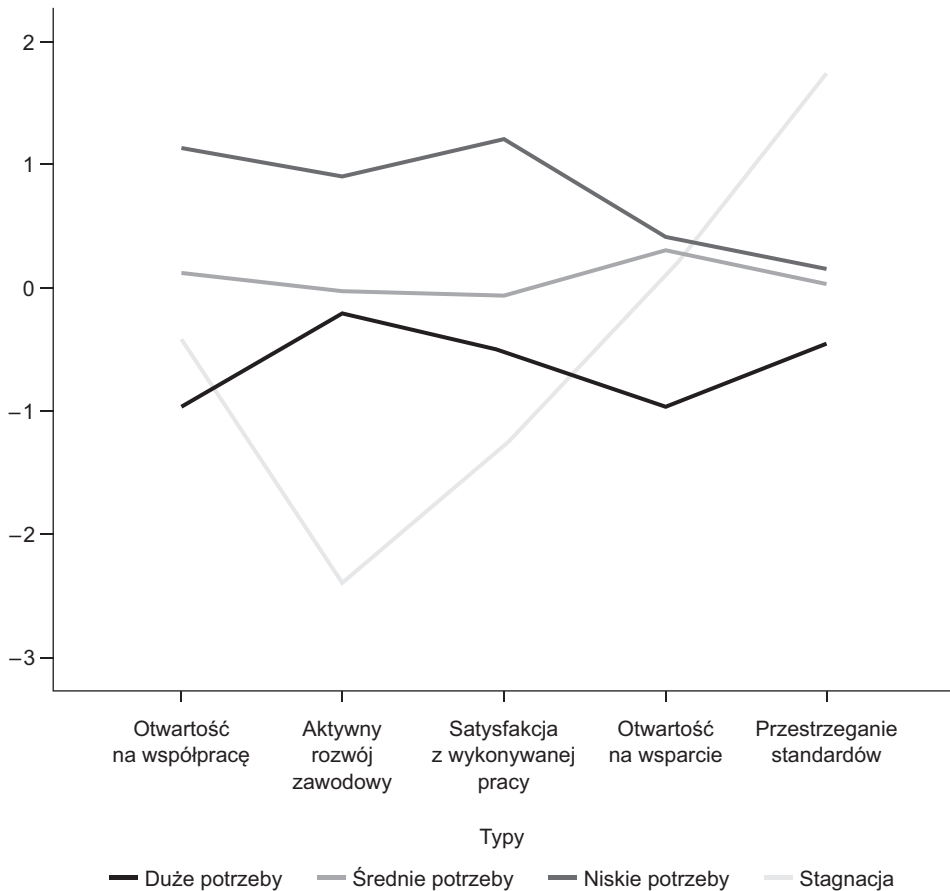 2
1
0
–1
–2
–3
Otwartość
na współpracę
Aktywny
rozwój
zawodowy
Satysfakcja
z wykonywanej
pracy
Otwartość
na wsparcie
Przestrzeganie
standardów
Typy
Duże potrzeby Średnie potrzeby Niskie potrzeby Stagnacja